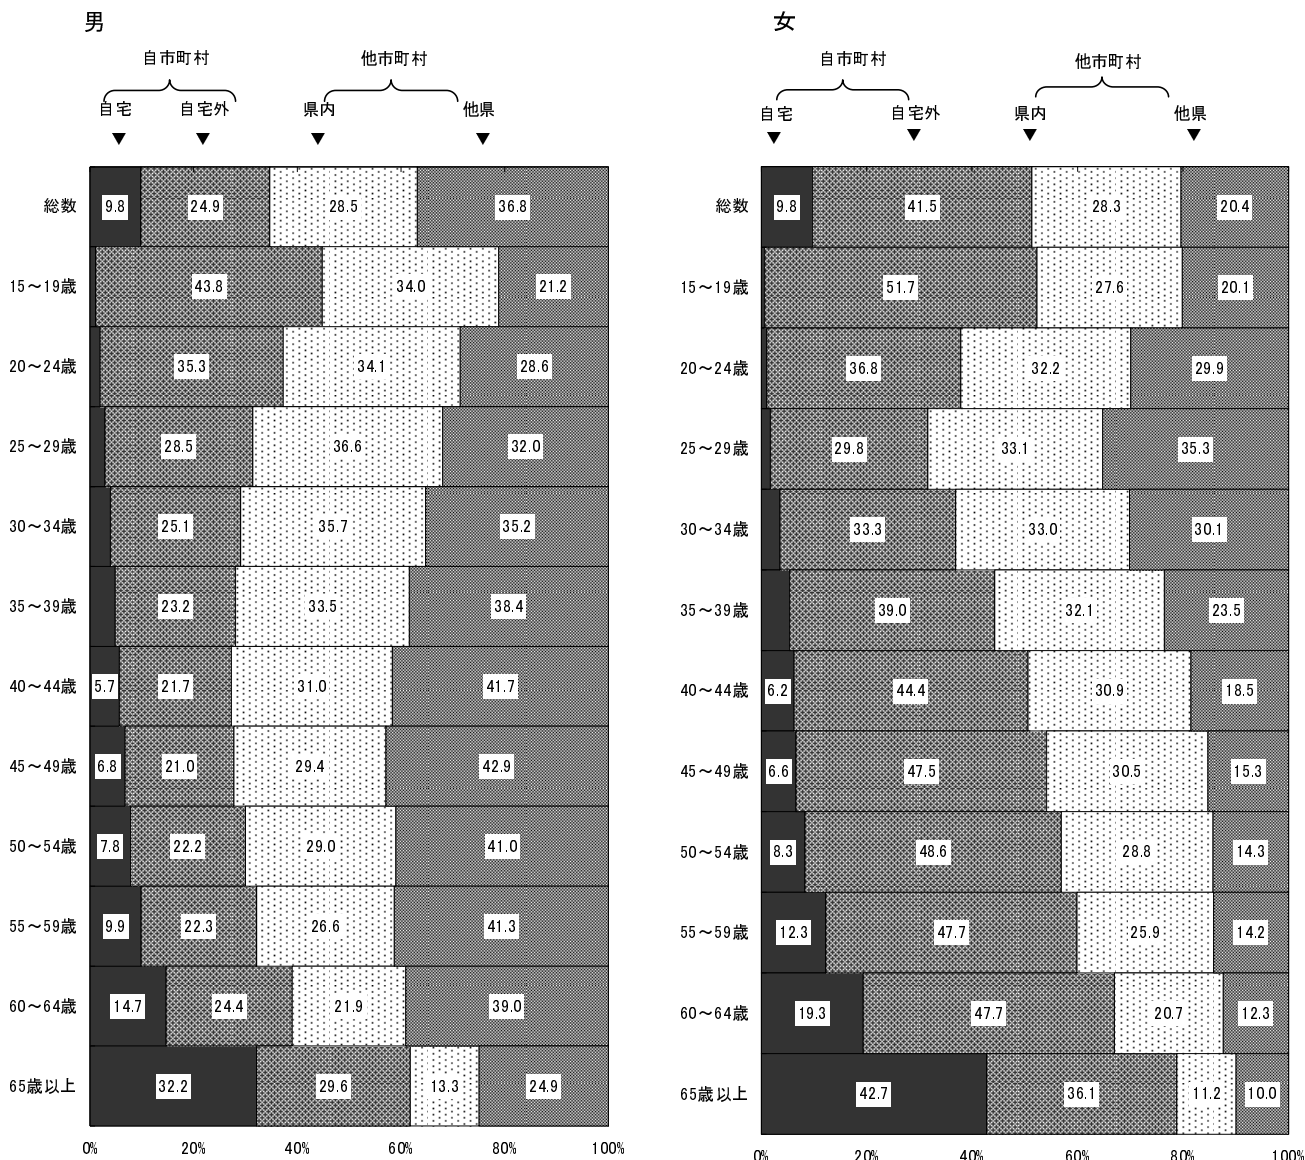 男
自市町村 他市町村
自宅 自宅外 県内 他県
総数 9.8 24.9 28.5 36.8
15～19歳 43.8 34.0 21.2
20～24歳 35.3 34.1 28.6
25～29歳 28.5 36.6 32.0
30～34歳 25.1 35.7 35.2
35～39歳 23.2 33.5 38.4
40～44歳 5.7 21.7 31.0 41.7
45～49歳 6.8 21.0 29.4 42.9
50～54歳 7.8 22.2 29.0 41.0
55～59歳 9.9 22.3 26.6 41.3
60～64歳 14.7 24.4 21.9 39.0
65歳以上 32.2 29.6 13.3 24.9
0% 20% 40% 60% 80% 100%
女
自市町村 他市町村
自宅 自宅外 県内 他県
総数 9.8 41.5 28.3 20.4
15～19歳 51.7 27.6 20.1
20～24歳 36.8 32.2 29.9
25～29歳 29.8 33.1 35.3
30～34歳 33.3 33.0 30.1
35～39歳 39.0 32.1 23.5
40～44歳 6.2 44.4 30.9 18.5
45～49歳 6.6 47.5 30.5 15.3
50～54歳 8.3 48.6 28.8 14.3
55～59歳 12.3 47.7 25.9 14.2
60～64歳 19.3 47.7 20.7 12.3
65歳以上 42.7 36.1 11.2 10.0
0% 20% 40% 60% 80% 100%